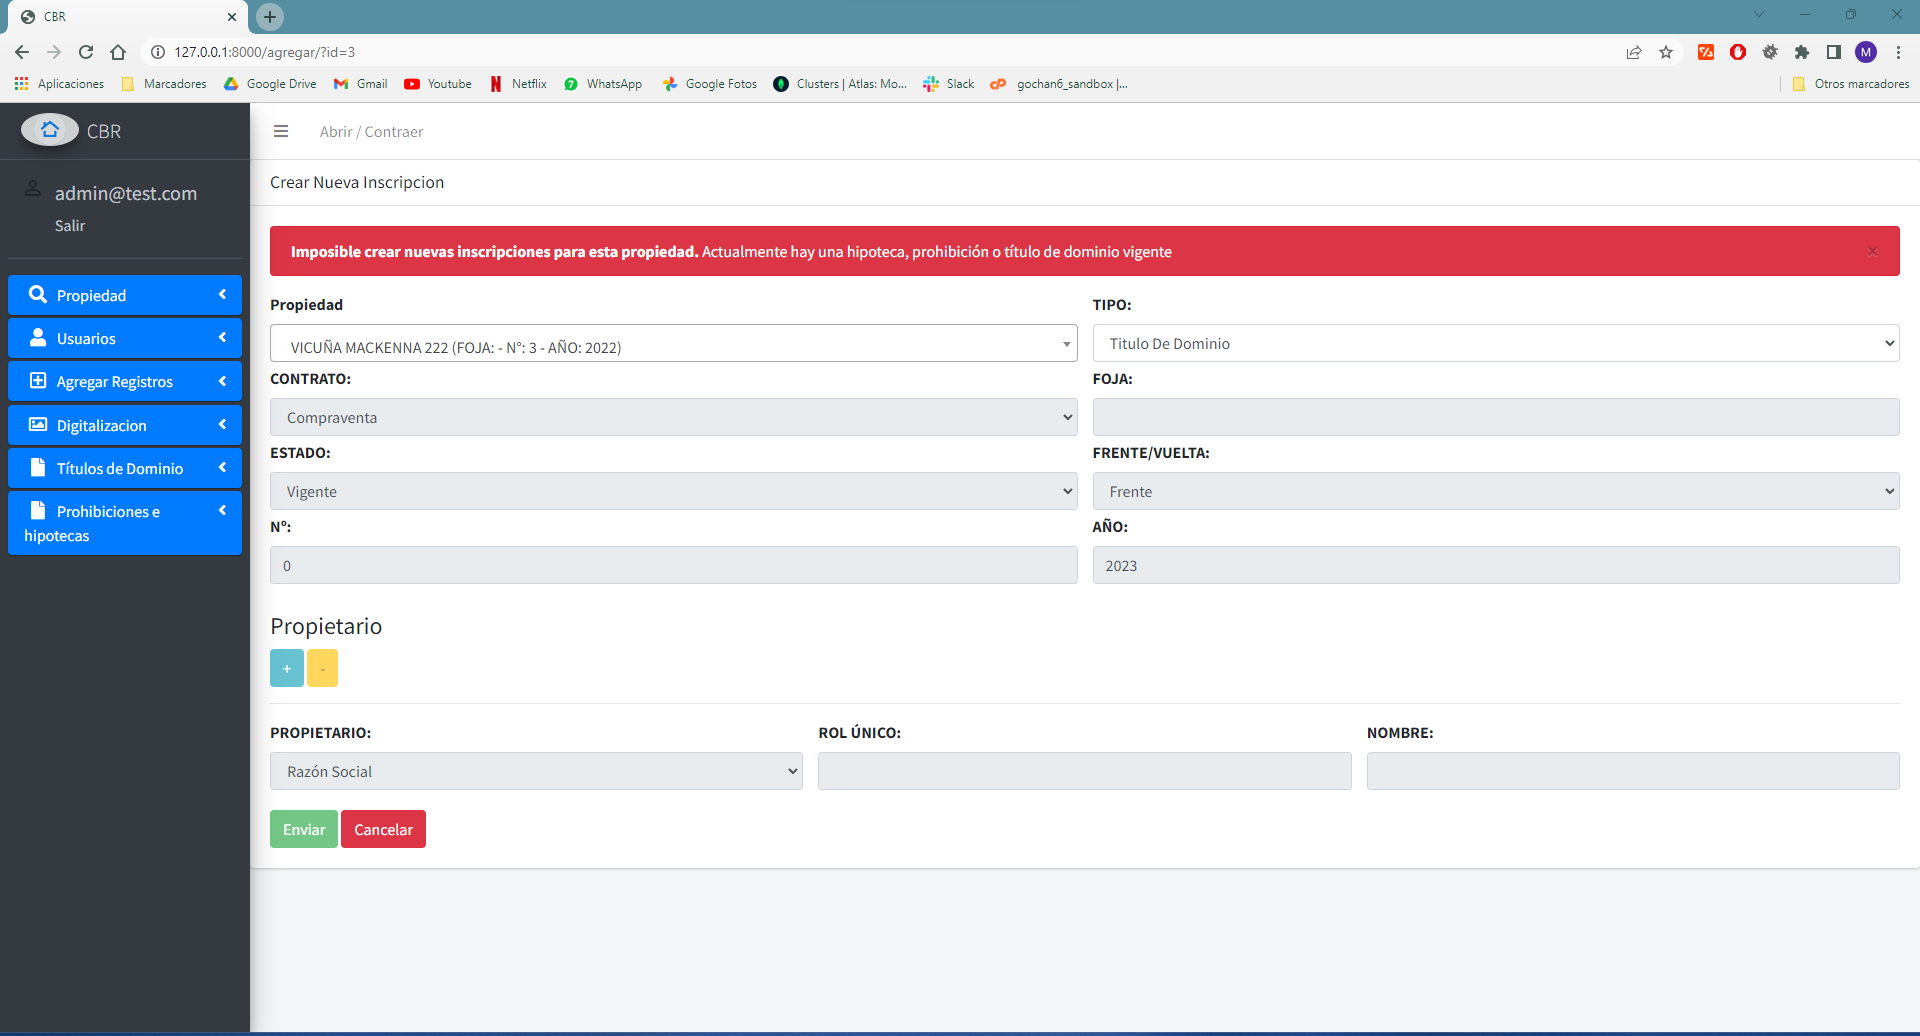 CBR
127.0.0.1:8000/agregar/?id=3
M
Aplicaciones Marcadores Google Drive Gmail Youtube Netflix WhatsApp Google Fotos Clusters | Atlas: Mo... Slack gochan6_sandbox |... Otros marcadores
CBR
Abrir / Contraer
admin@test.com
Salir
Propiedad
Usuarios
Agregar Registros
Digitalizacion
Títulos de Dominio
Prohibiciones e
hipotecas
Crear Nueva Inscripcion
Imposible crear nuevas inscripciones para esta propiedad. Actualmente hay una hipoteca, prohibición o título de dominio vigente ×
Propiedad
VICUÑA MACKENNA 222 (FOJA: - N°: 3 - AÑO: 2022)
TIPO:
Titulo De Dominio
CONTRATO:
Compraventa
FOJA:
ESTADO:
Vigente
FRENTE/VUELTA:
Frente
Nº:
0
AÑO:
2023
Propietario
+ -
PROPIETARIO:
Razón Social
ROL ÚNICO:
NOMBRE:
Enviar Cancelar